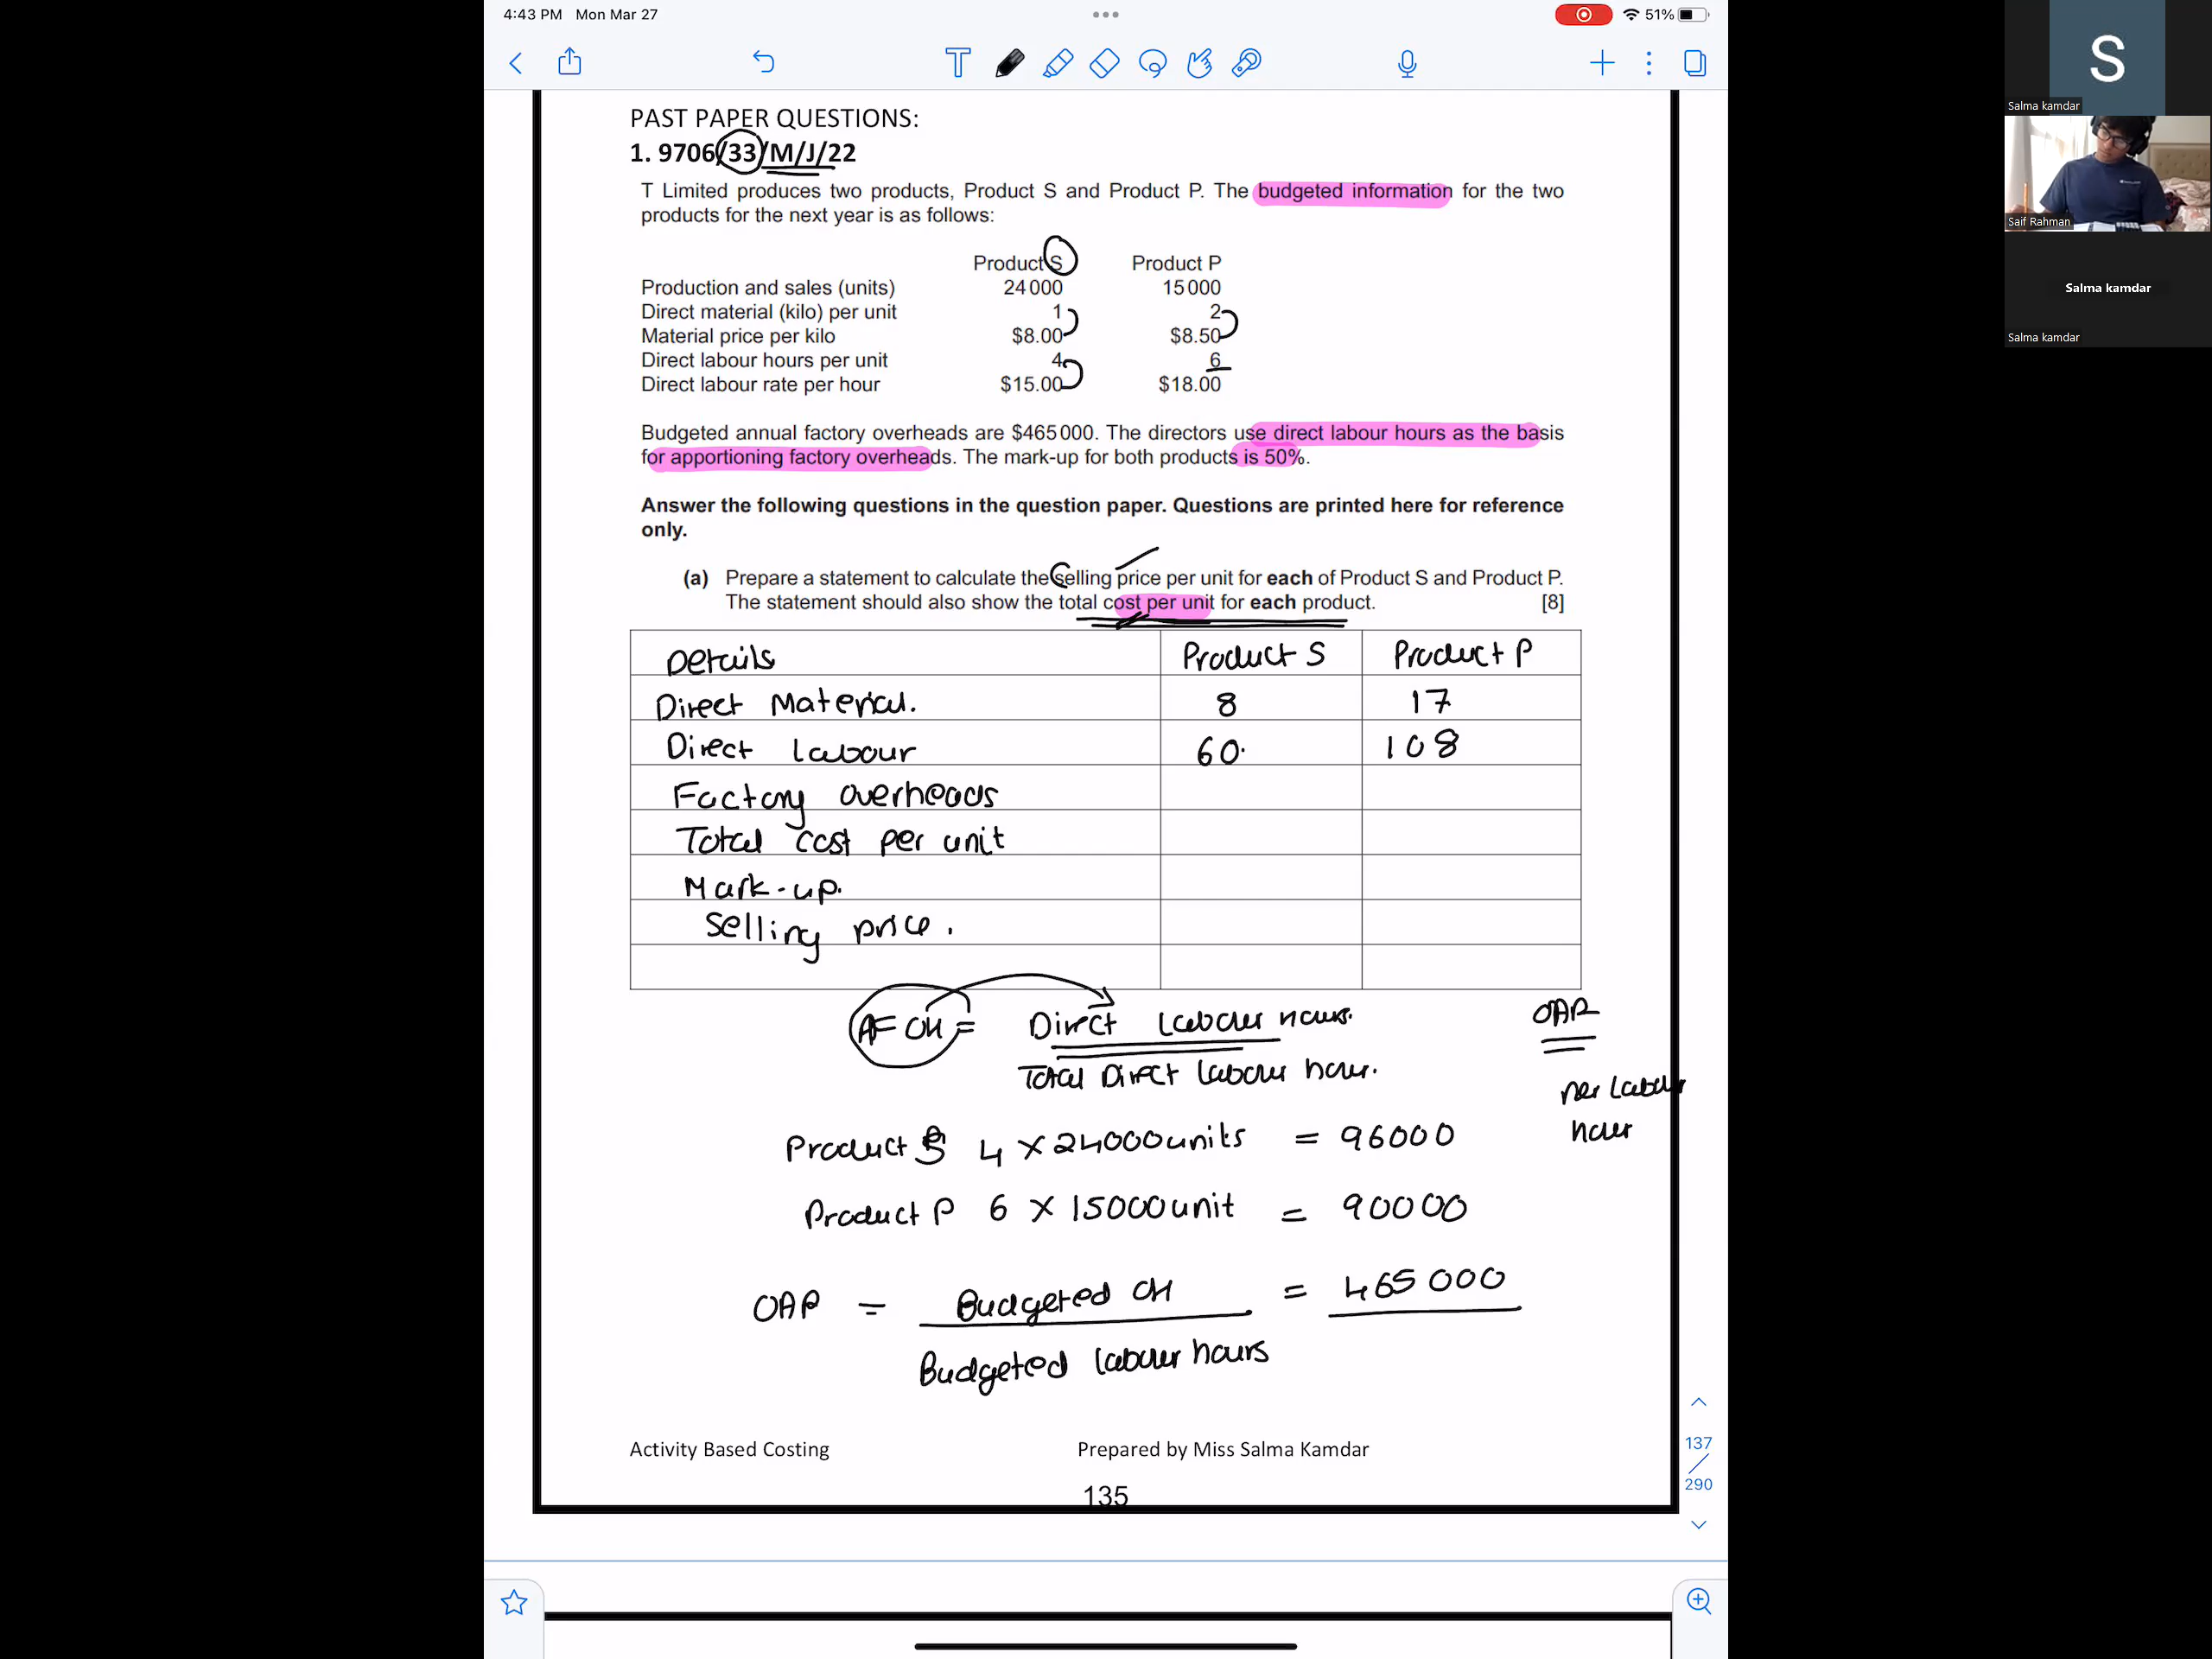 4:43 PM Mon Mar 27
51%
S
Salma kamdar
Saif Rahman
Salma kamdar
Salma kamdar
PAST PAPER QUESTIONS:
1. 9706/33/M/J/22
T Limited produces two products, Product S and Product P. The budgeted information for the two
products for the next year is as follows:
Product S Product P
Production and sales (units) 24 000 15 000
Direct material (kilo) per unit 1 2
Material price per kilo $8.00 $8.50
Direct labour hours per unit 4 6
Direct labour rate per hour $15.00 $18.00
Budgeted annual factory overheads are $465 000. The directors use direct labour hours as the basis
for apportioning factory overheads. The mark-up for both products is 50%.
Answer the following questions in the question paper. Questions are printed here for reference
only.
(a) Prepare a statement to calculate the selling price per unit for each of Product S and Product P.
The statement should also show the total cost per unit for each product. [8]
Details Product S Product P
Direct Material. 8 17
Direct labour 60. 108
Factory overheads
Total cost per unit
Mark-up.
Selling price.
AF OH = Direct labour hours.
Total Direct labour hour.
OAR
per labour
hour
Product S 4 × 24000 units = 96000
Product P 6 × 15000 unit = 90000
OAR = Budgeted OH = 465 000
Budgeted labour hours
Activity Based Costing Prepared by Miss Salma Kamdar
135
137
290